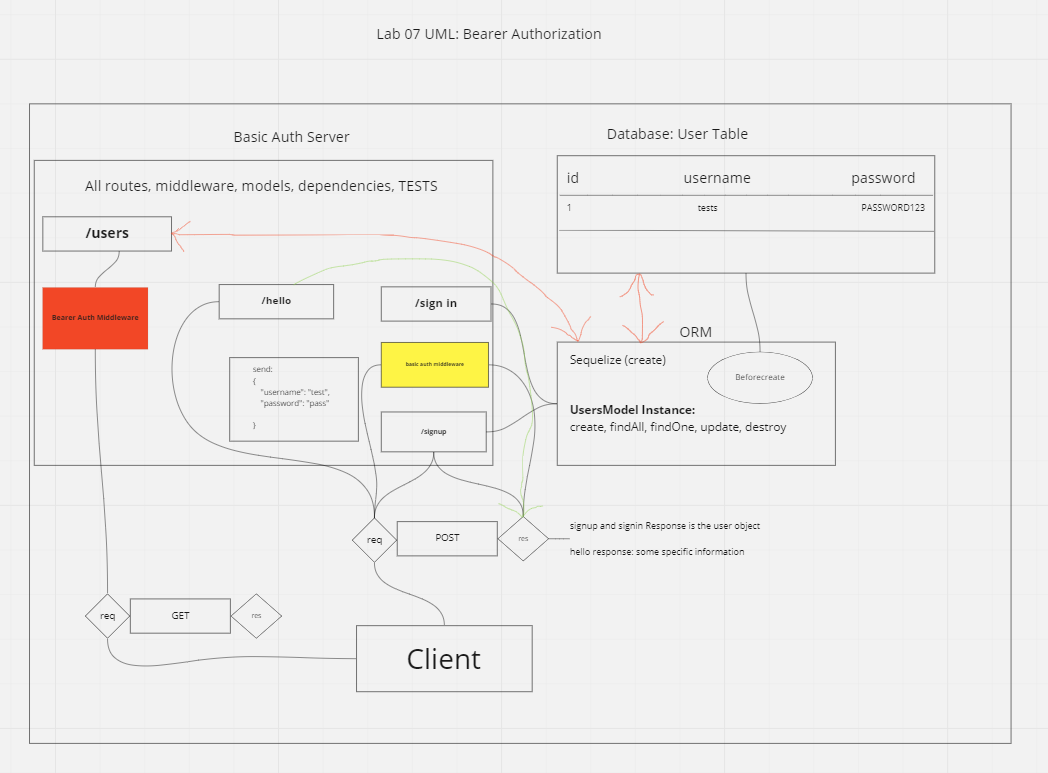 Lab 07 UML: Bearer Authorization
Basic Auth Server
Database: User Table
All routes, middleware, models, dependencies, TESTS
id username password
1 tests PASSWORD123
/users
Bearer Auth Middleware
/hello
/sign in
send:
{
"username": "test",
"password": "pass"
}
basic auth middleware
/signup
ORM
Sequelize (create)
Beforecreate
UsersModel Instance:
create, findAll, findOne, update, destroy
req
POST
res
signup and signin Response is the user object
hello response: some specific information
req
GET
res
Client